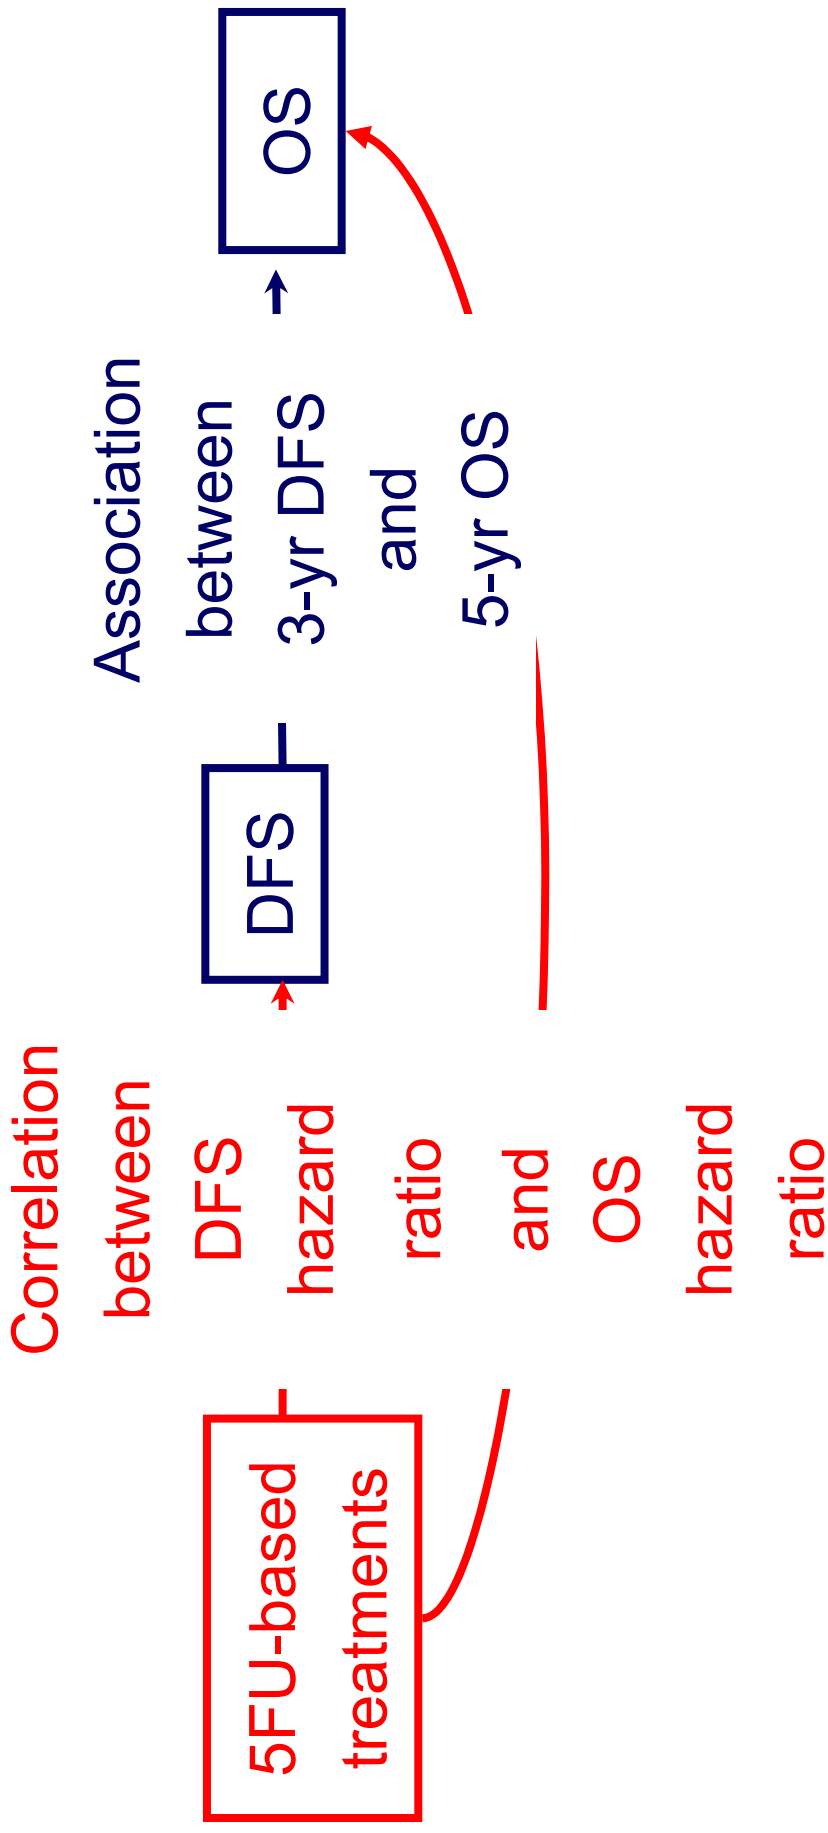 5FU-based
treatments
Correlation
between
DFS
hazard
ratio
and
OS
hazard
ratio
DFS
Association
between
3-yr DFS
and
5-yr OS
OS